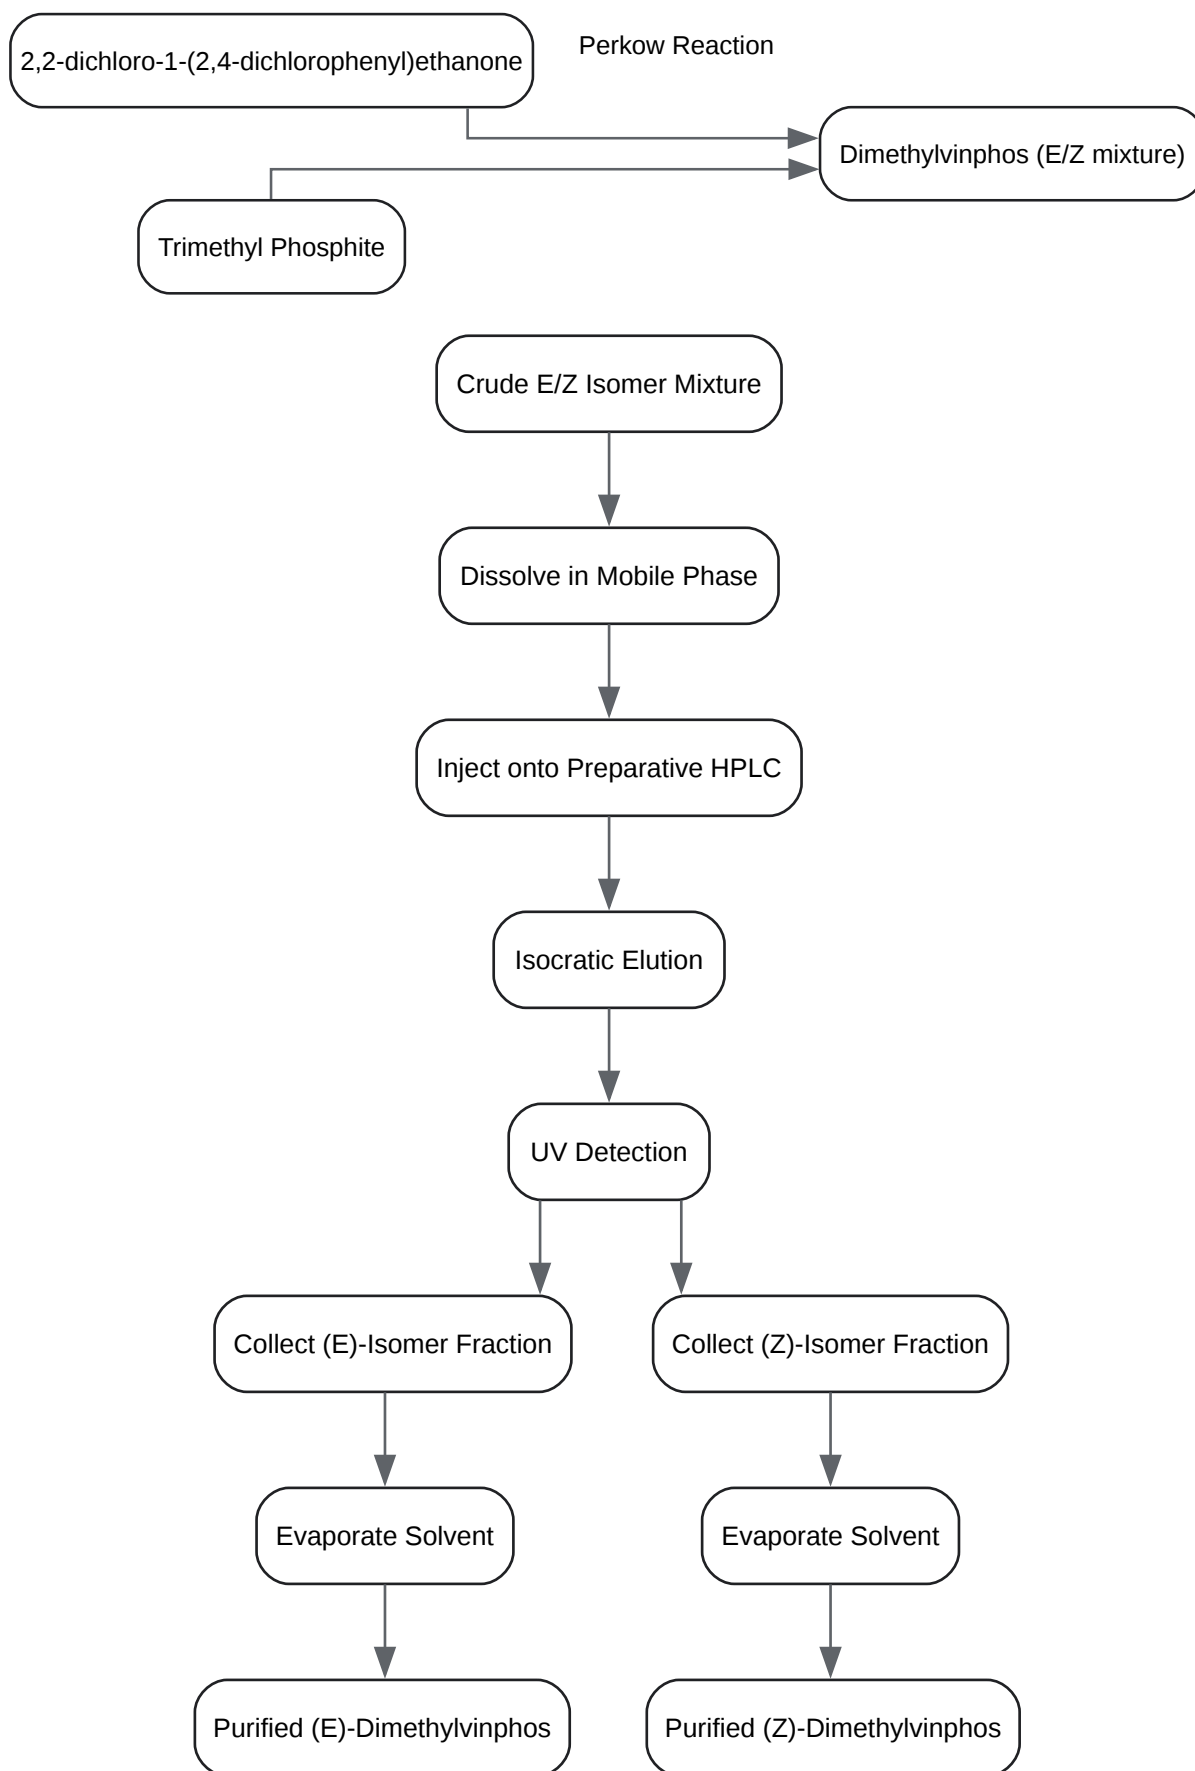 2,2-dichloro-1-(2,4-dichlorophenyl)ethanone
Perkow Reaction
Dimethylvinphos (E/Z mixture)
Trimethyl Phosphite
Crude E/Z Isomer Mixture
Dissolve in Mobile Phase
Inject onto Preparative HPLC
Isocratic Elution
UV Detection
Collect (E)-Isomer Fraction
Collect (Z)-Isomer Fraction
Evaporate Solvent
Evaporate Solvent
Purified (E)-Dimethylvinphos
Purified (Z)-Dimethylvinphos